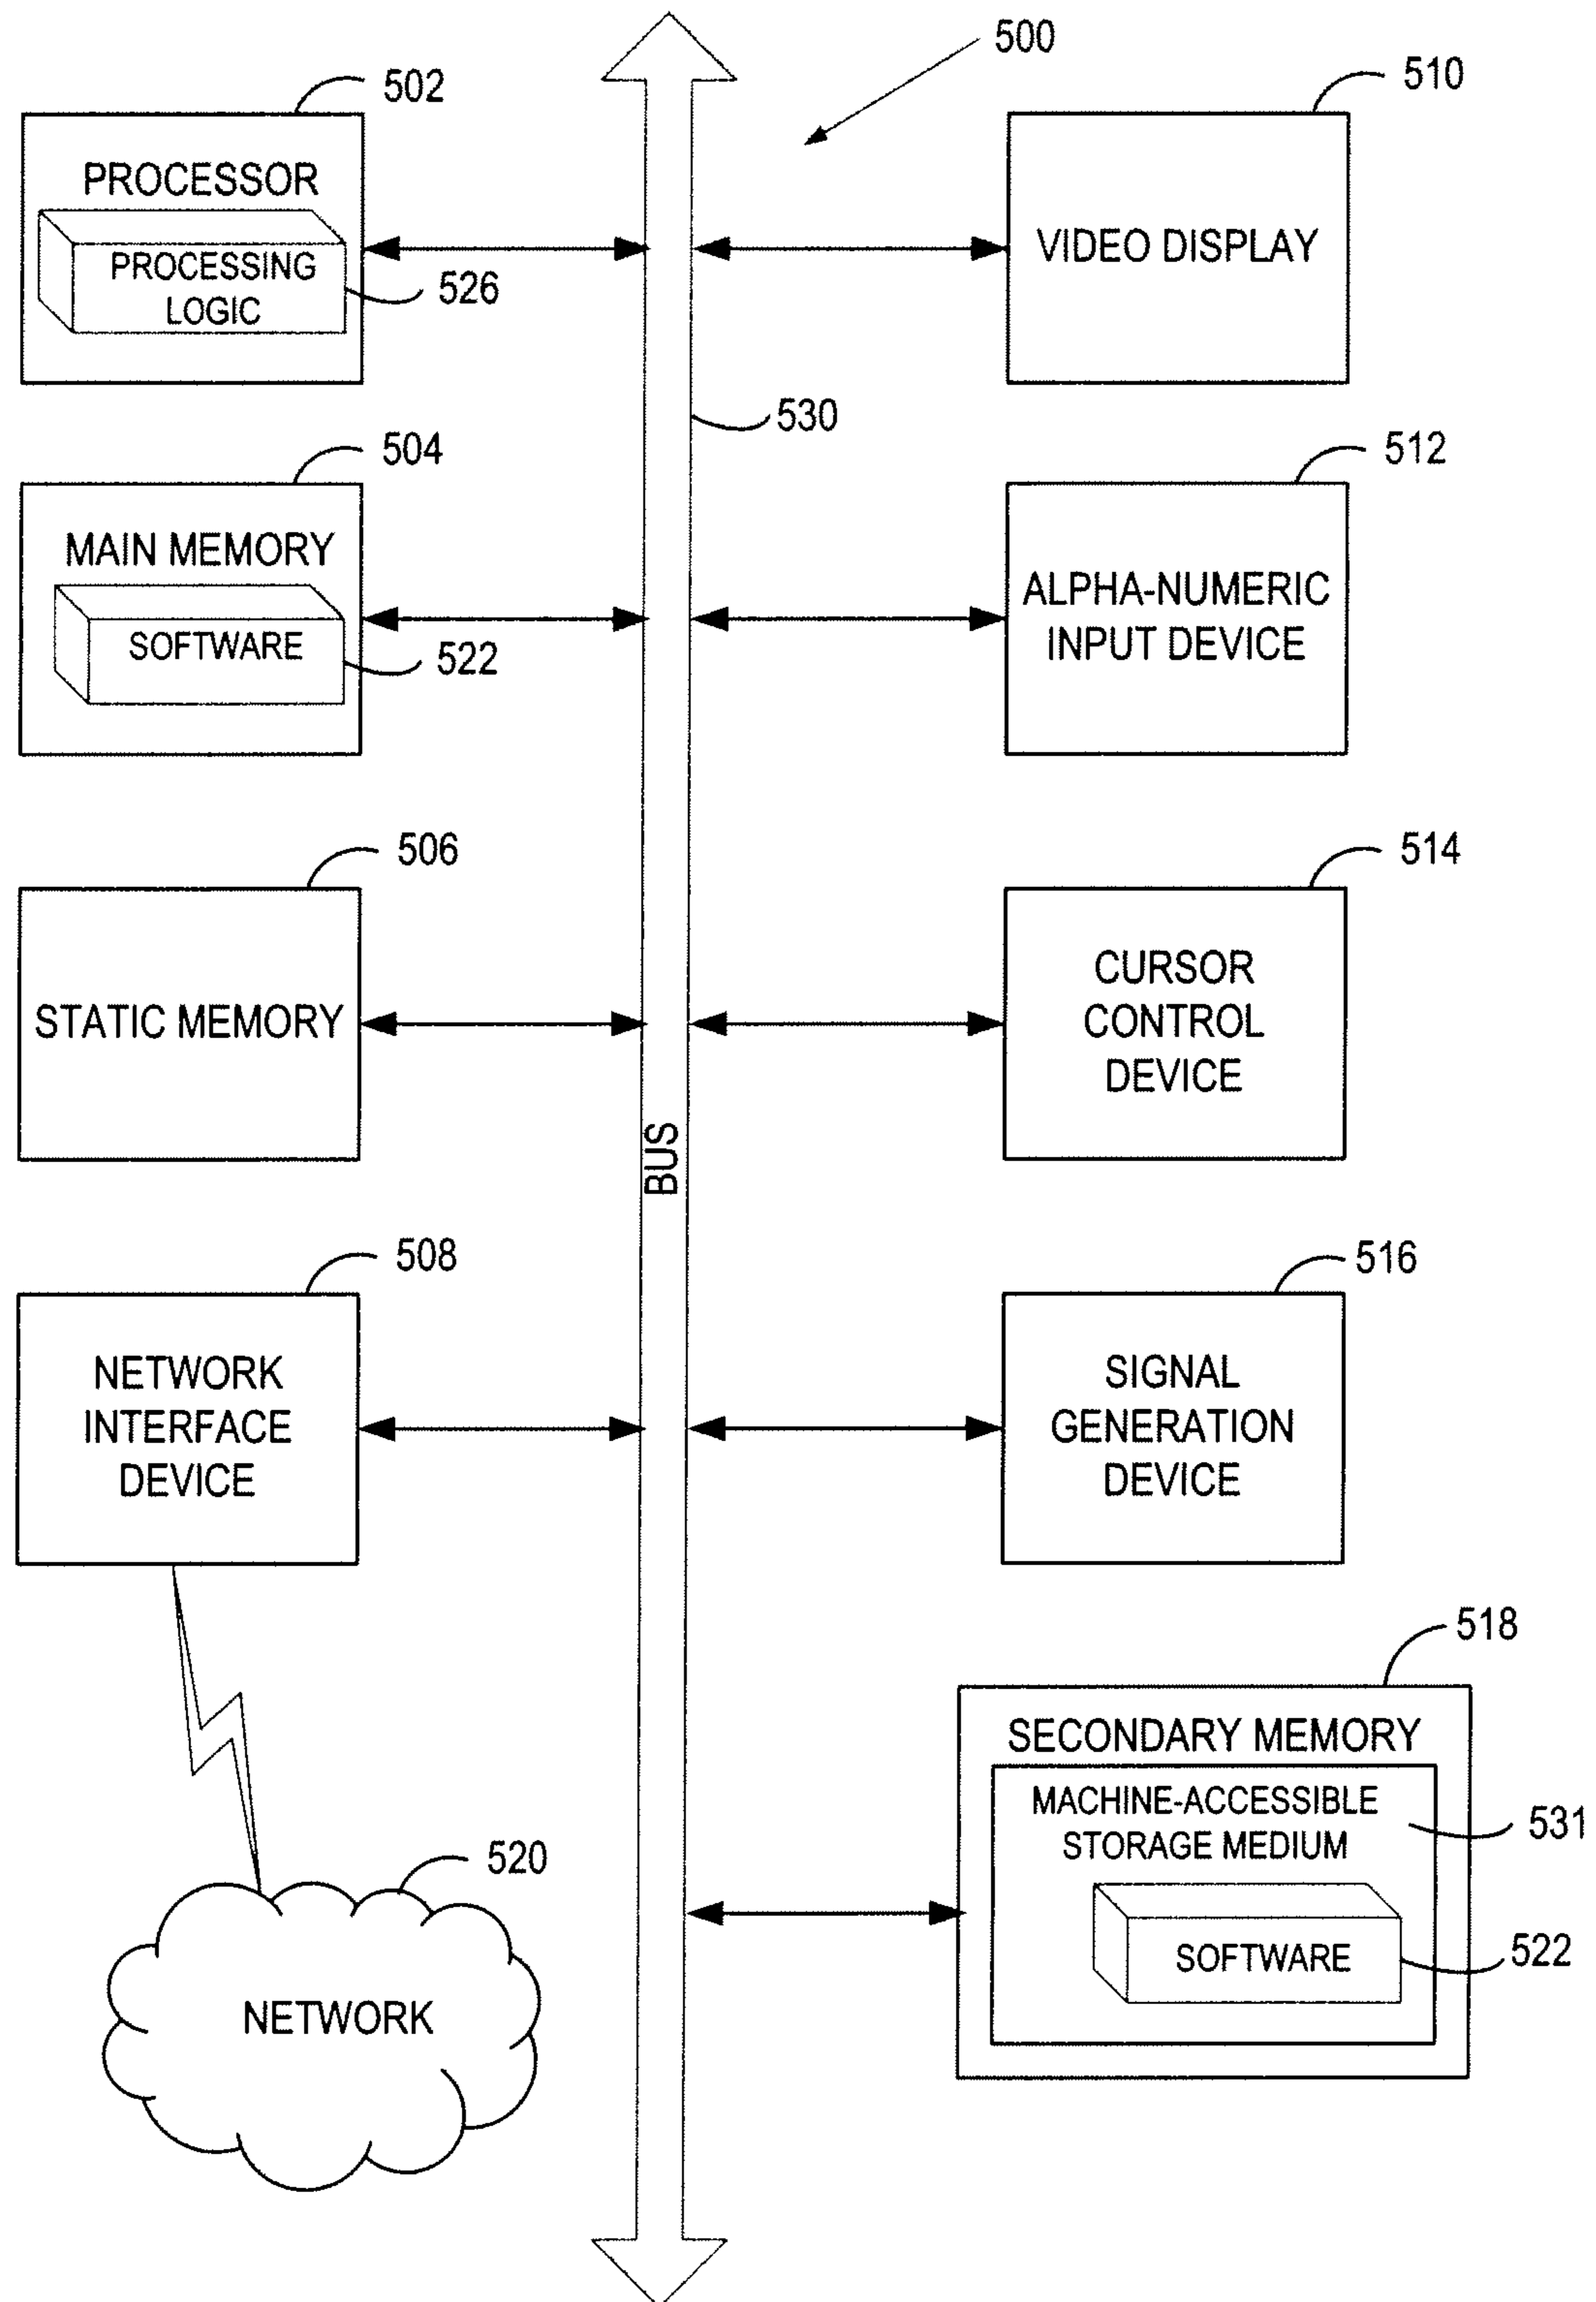 500
502
PROCESSOR
PROCESSING
LOGIC
526
510
VIDEO DISPLAY
530
504
MAIN MEMORY
SOFTWARE
522
512
ALPHA-NUMERIC
INPUT DEVICE
506
STATIC MEMORY
514
CURSOR
CONTROL
DEVICE
BUS
508
NETWORK
INTERFACE
DEVICE
516
SIGNAL
GENERATION
DEVICE
518
SECONDARY MEMORY
MACHINE-ACCESSIBLE
STORAGE MEDIUM
531
SOFTWARE
522
520
NETWORK